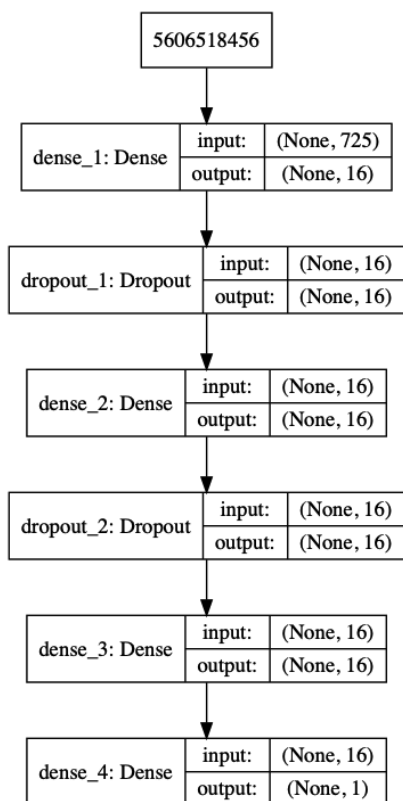 5606518456
dense_1: Dense
input: (None, 725)
output: (None, 16)
dropout_1: Dropout
input: (None, 16)
output: (None, 16)
dense_2: Dense
input: (None, 16)
output: (None, 16)
dropout_2: Dropout
input: (None, 16)
output: (None, 16)
dense_3: Dense
input: (None, 16)
output: (None, 16)
dense_4: Dense
input: (None, 16)
output: (None, 1)